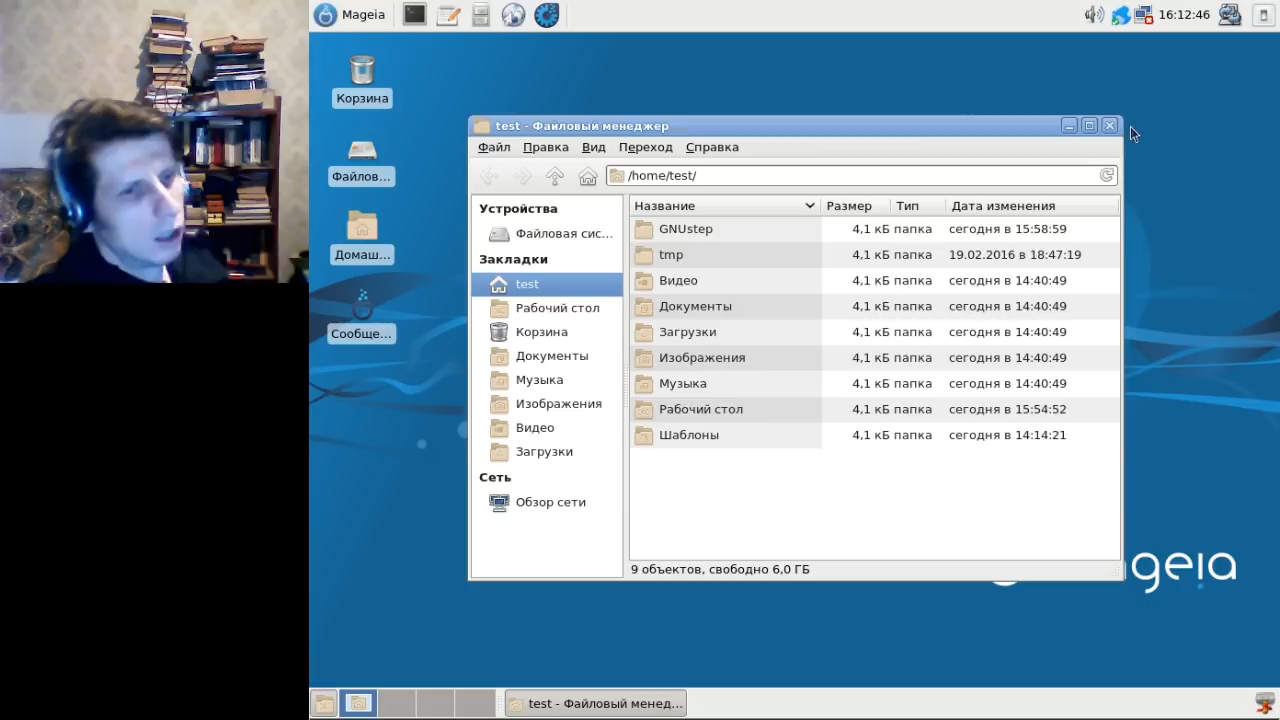 Mageia
16:12:46
Корзина
Файлов...
Домаш...
Сообще...
test - Файловый менеджер
Файл Правка Вид Переход Справка
/home/test/
Устройства
Файловая сис...
Закладки
test
Рабочий стол
Корзина
Документы
Музыка
Изображения
Видео
Загрузки
Сеть
Обзор сети
Название Размер Тип Дата изменения
GNUstep 4,1 кБ папка сегодня в 15:58:59
tmp 4,1 кБ папка 19.02.2016 в 18:47:19
Видео 4,1 кБ папка сегодня в 14:40:49
Документы 4,1 кБ папка сегодня в 14:40:49
Загрузки 4,1 кБ папка сегодня в 14:40:49
Изображения 4,1 кБ папка сегодня в 14:40:49
Музыка 4,1 кБ папка сегодня в 14:40:49
Рабочий стол 4,1 кБ папка сегодня в 15:54:52
Шаблоны 4,1 кБ папка сегодня в 14:14:21
9 объектов, свободно 6,0 ГБ
geia
test - Файловый менед...